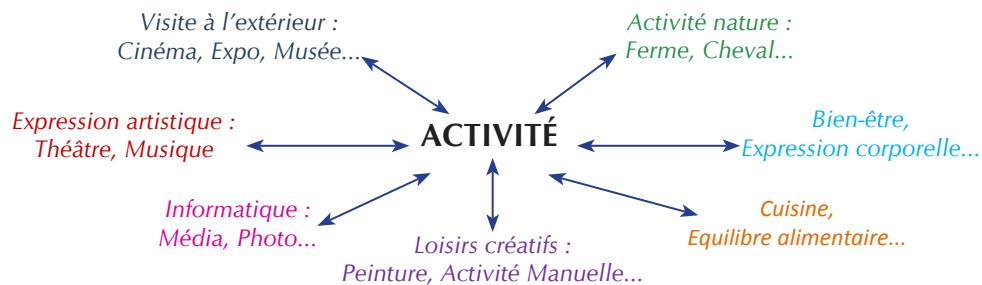 Visite à l'extérieur :
Cinéma, Expo, Musée...
Activité nature :
Ferme, Cheval...
Expression artistique :
Théâtre, Musique
ACTIVITÉ
Bien-être,
Expression corporelle...
Informatique :
Média, Photo...
Loisirs créatifs :
Peinture, Activité Manuelle...
Cuisine,
Equilibre alimentaire...